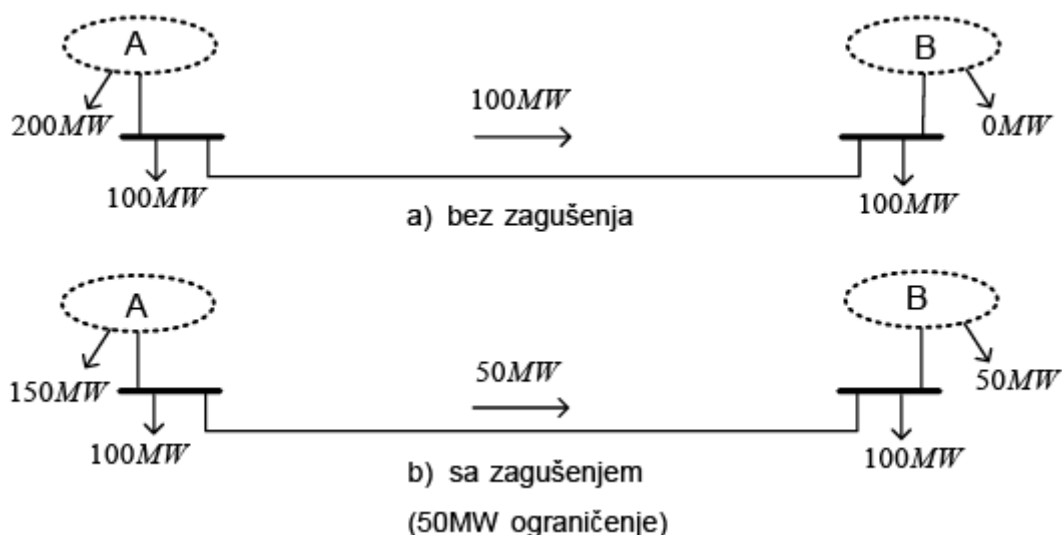 A
B
100MW
200MW
0MW
100MW
100MW
a) bez zagušenja
A
B
50MW
150MW
50MW
100MW
100MW
b) sa zagušenjem
(50MW ograničenje)